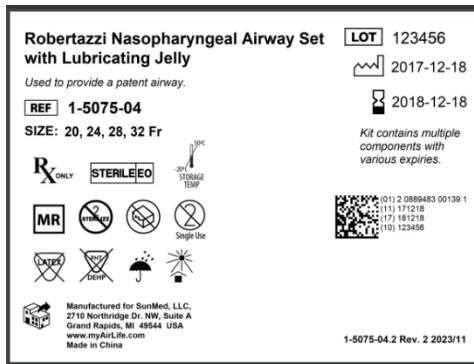 Robertazzi Nasopharyngeal Airway Set
with Lubricating Jelly
Used to provide a patent airway.
REF 1-5075-04
SIZE: 20, 24, 28, 32 Fr
LOT 123456
2017-12-18
2018-12-18
Kit contains multiple
components with
various expiries.
Rx ONLY
STERILE EO
50°C
-20°C
STORAGE
TEMP
MR
2
STERILIZE
2
Single Use
LATEX
PHT
DEHP
(01) 2 0889483 00139 1
(11) 171218
(17) 181218
(10) 123456
Manufactured for SunMed, LLC,
2710 Northridge Dr. NW, Suite A
Grand Rapids, MI 49544 USA
www.myAirLife.com
Made in China
1-5075-04.2 Rev. 2 2023/11